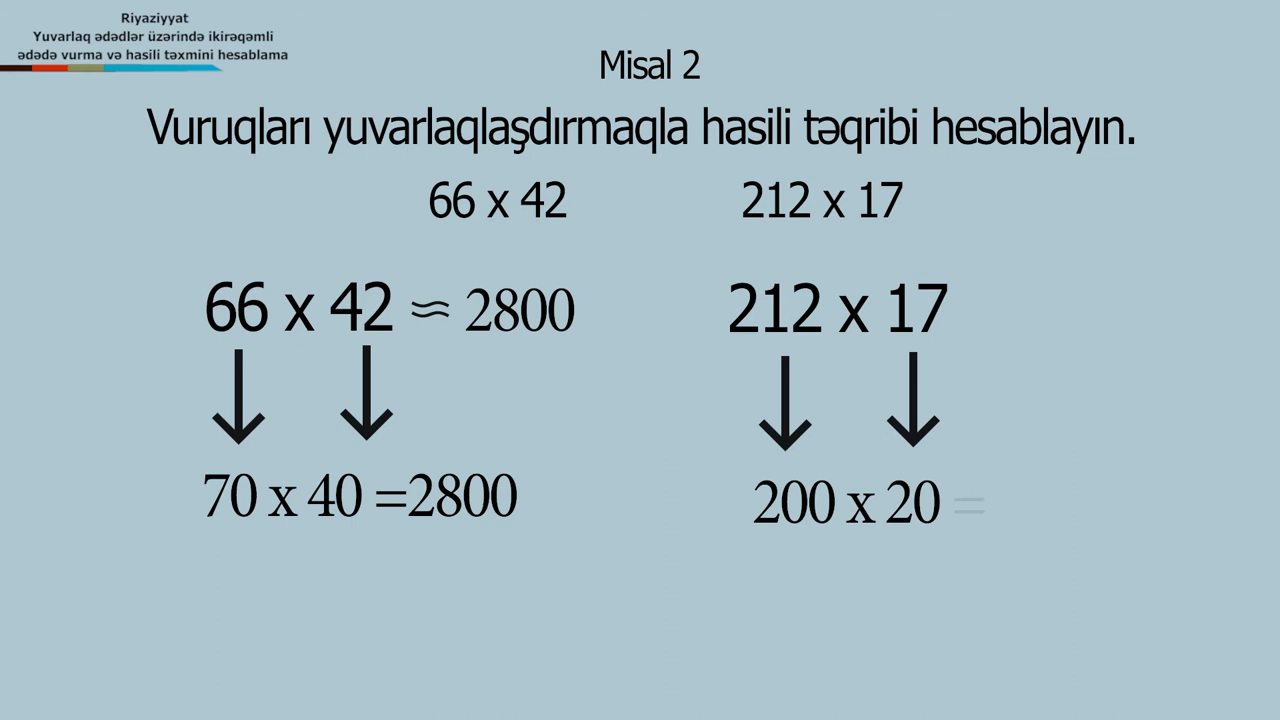 Riyaziyyat
Yuvarlaq ədədlər üzərində ikirəqəmli
ədədə vurma və hasili təxmini hesablama
Misal 2
Vuruqları yuvarlaqlaşdırmaqla hasili təqribi hesablayın.
66 x 42 212 x 17
66 x 42 ≈ 2800 212 x 17
70 x 40 =2800 200 x 20 =